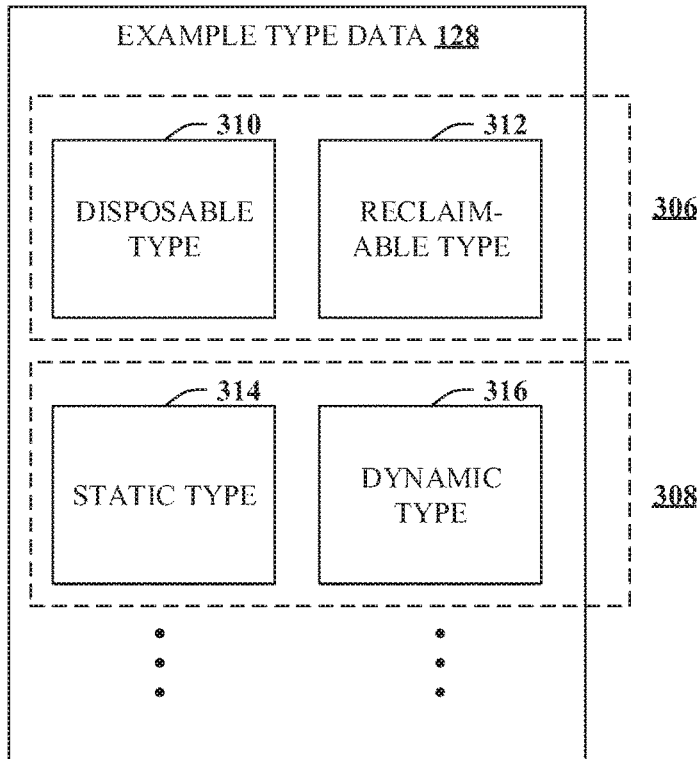 EXAMPLE TYPE DATA 128
310
312
DISPOSABLE
TYPE
RECLAIM-
ABLE TYPE
306
314
316
STATIC TYPE
DYNAMIC
TYPE
308